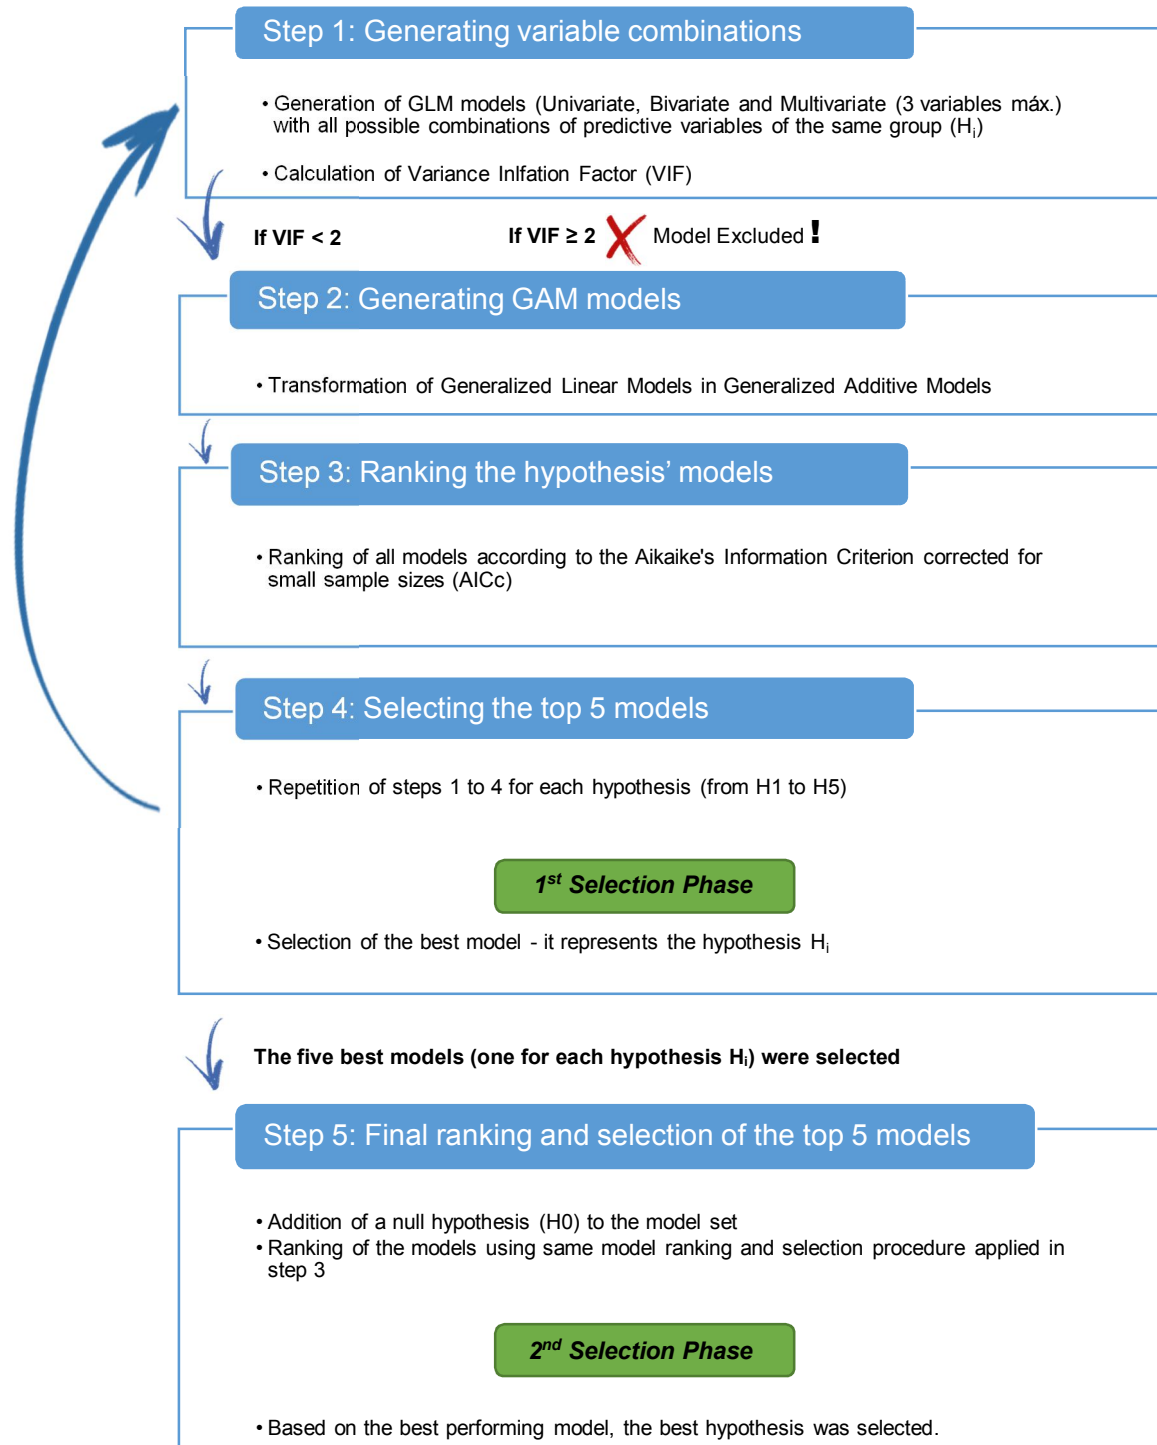 Step 1: Generating variable combinations
• Generation of GLM models (Univariate, Bivariate and Multivariate (3 variables máx.)
with all possible combinations of predictive variables of the same group (Hi)
• Calculation of Variance Inlfation Factor (VIF)
If VIF < 2 If VIF ≥ 2 X Model Excluded !
Step 2: Generating GAM models
• Transformation of Generalized Linear Models in Generalized Additive Models
Step 3: Ranking the hypothesis’ models
• Ranking of all models according to the Aikaike's Information Criterion corrected for
small sample sizes (AICc)
Step 4: Selecting the top 5 models
• Repetition of steps 1 to 4 for each hypothesis (from H1 to H5)
1st Selection Phase
• Selection of the best model - it represents the hypothesis Hi
The five best models (one for each hypothesis Hi) were selected
Step 5: Final ranking and selection of the top 5 models
• Addition of a null hypothesis (H0) to the model set
• Ranking of the models using same model ranking and selection procedure applied in
step 3
2nd Selection Phase
• Based on the best performing model, the best hypothesis was selected.